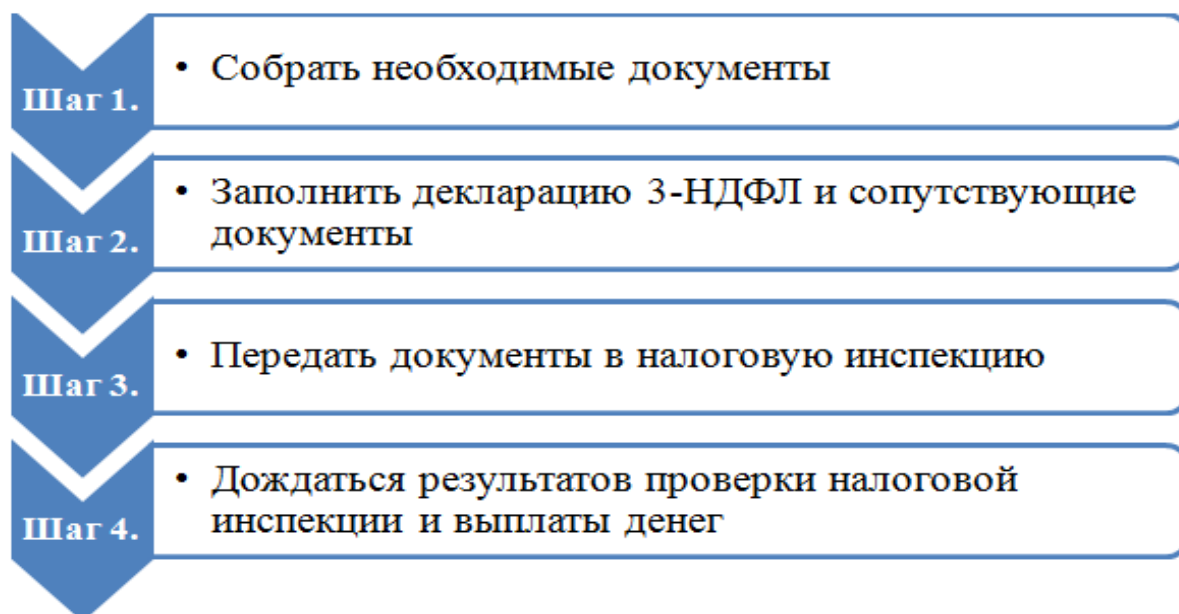 Шаг 1.
• Собрать необходимые документы
Шаг 2.
• Заполнить декларацию 3-НДФЛ и сопутствующие
документы
Шаг 3.
• Передать документы в налоговую инспекцию
Шаг 4.
• Дождаться результатов проверки налоговой
инспекции и выплаты денег